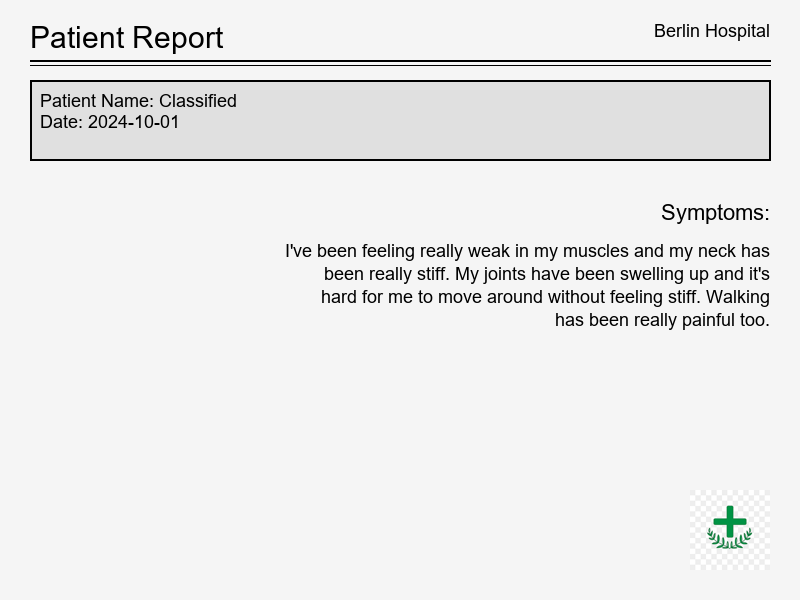 Patient Report
Berlin Hospital
Patient Name: Classified
Date: 2024-10-01
Symptoms:
I've been feeling really weak in my muscles and my neck has
been really stiff. My joints have been swelling up and it's
hard for me to move around without feeling stiff. Walking
has been really painful too.